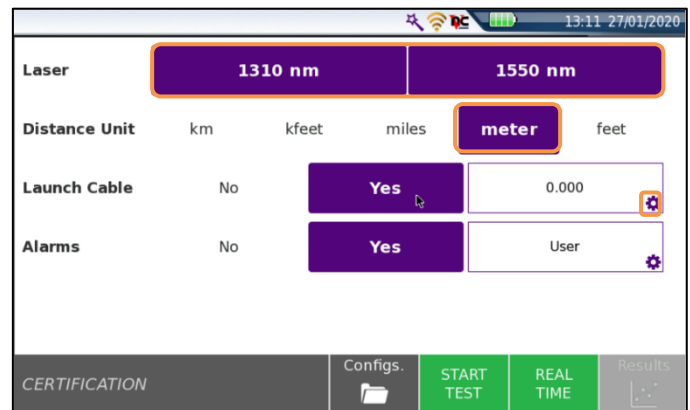 13:11 27/01/2020
Laser 1310 nm 1550 nm
Distance Unit km kfeet miles meter feet
Launch Cable No Yes 0.000
Alarms No Yes User
CERTIFICATION
Configs.
START
TEST
REAL
TIME
Results